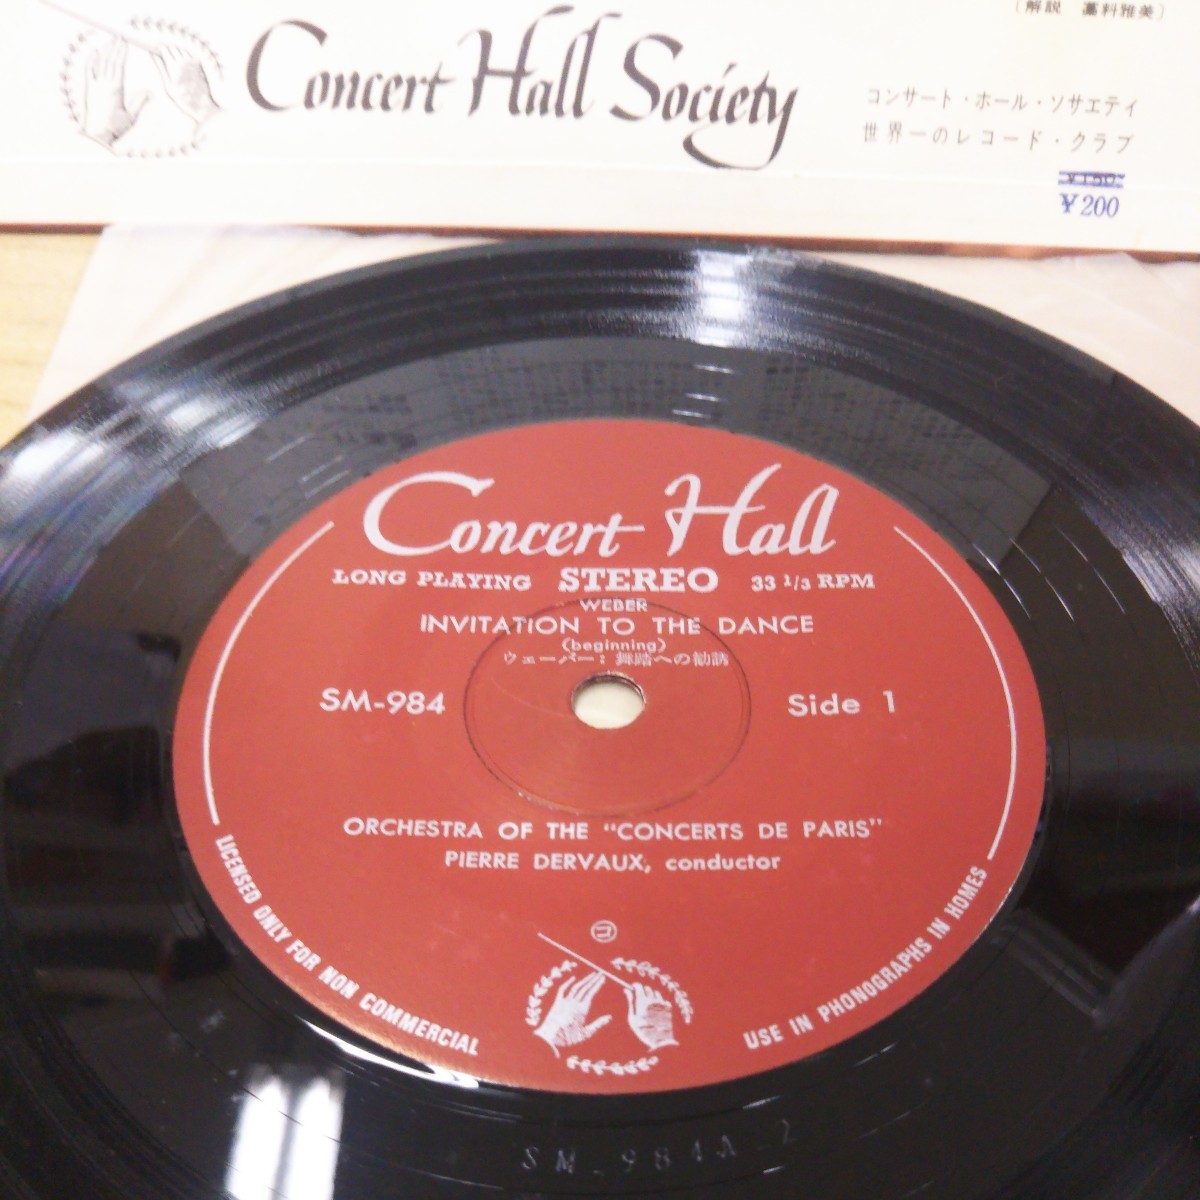 〔解説 藁科雅美〕
Concert Hall Society
コンサート・ホール・ソサエティ
世界一のレコード・クラブ
¥150
¥200
Concert Hall
LONG PLAYING STEREO 33 1/3 RPM
WEBER
INVITATION TO THE DANCE
(beginning)
ウェーバー: 舞踏への勧誘
SM-984 Side 1
ORCHESTRA OF THE "CONCERTS DE PARIS"
PIERRE DERVAUX, conductor
コ
LICENSED ONLY FOR NON COMMERCIAL
USE IN PHONOGRAPHS IN HOMES
SM-984A-2